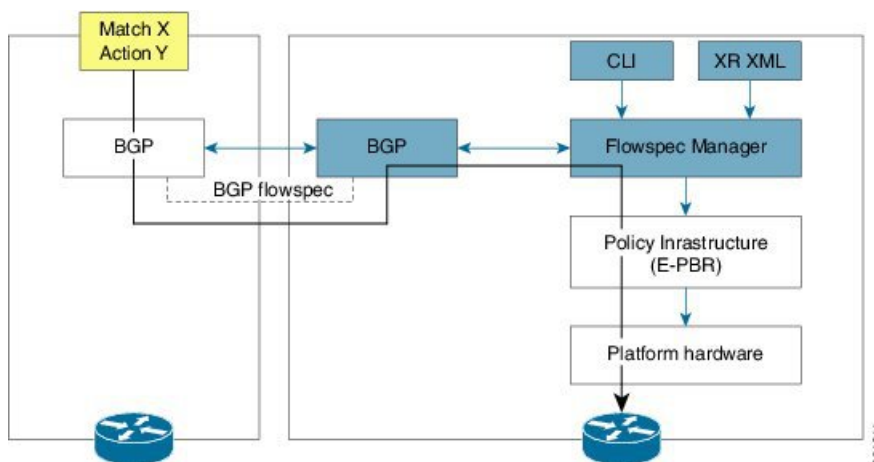 Match X
Action Y
CLI
XR XML
BGP
BGP
Flowspec Manager
BGP flowspec
Policy Inrastructure
(E-PBR)
Platform hardware